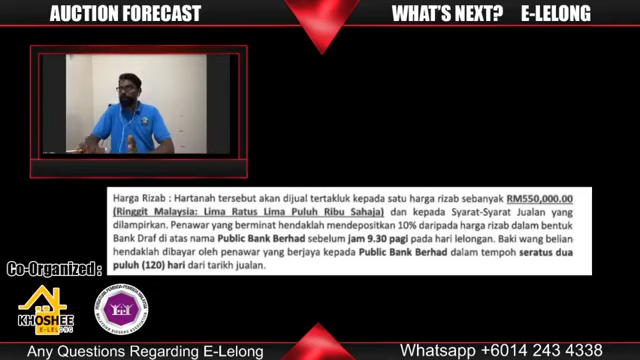 AUCTION FORECAST
WHAT'S NEXT? E-LELONG
Harga Rizab : Hartanah tersebut akan dijual tertakluk kepada satu harga rizab sebanyak RM550,000.00
(Ringgit Malaysia: Lima Ratus Lima Puluh Ribu Sahaja) dan kepada Syarat-Syarat Jualan yang
dilampirkan. Penawar yang berminat hendaklah mendepositkan 10% daripada harga rizab dalam bentuk
Bank Draf di atas nama Public Bank Berhad sebelum jam 9.30 pagi pada hari lelongan. Baki wang belian
hendaklah dibayar oleh penawar yang berjaya kepada Public Bank Berhad dalam tempoh seratus dua
puluh (120) hari dari tarikh jualan.
Co-Organized :
KHOSHEE
E-LELONG
Any Questions Regarding E-Lelong
Whatsapp +6014 243 4338